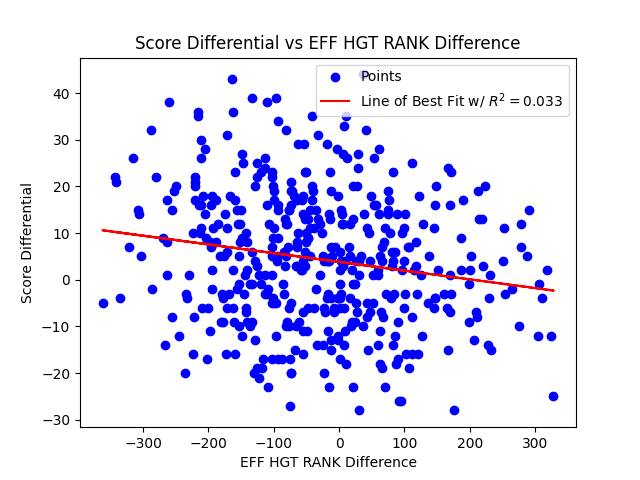 Score Differential vs EFF HGT RANK Difference
Points
Line of Best Fit w/ R² = 0.033
Score Differential
40
30
20
10
0
−10
−20
−30
−300 −200 −100 0 100 200 300
EFF HGT RANK Difference